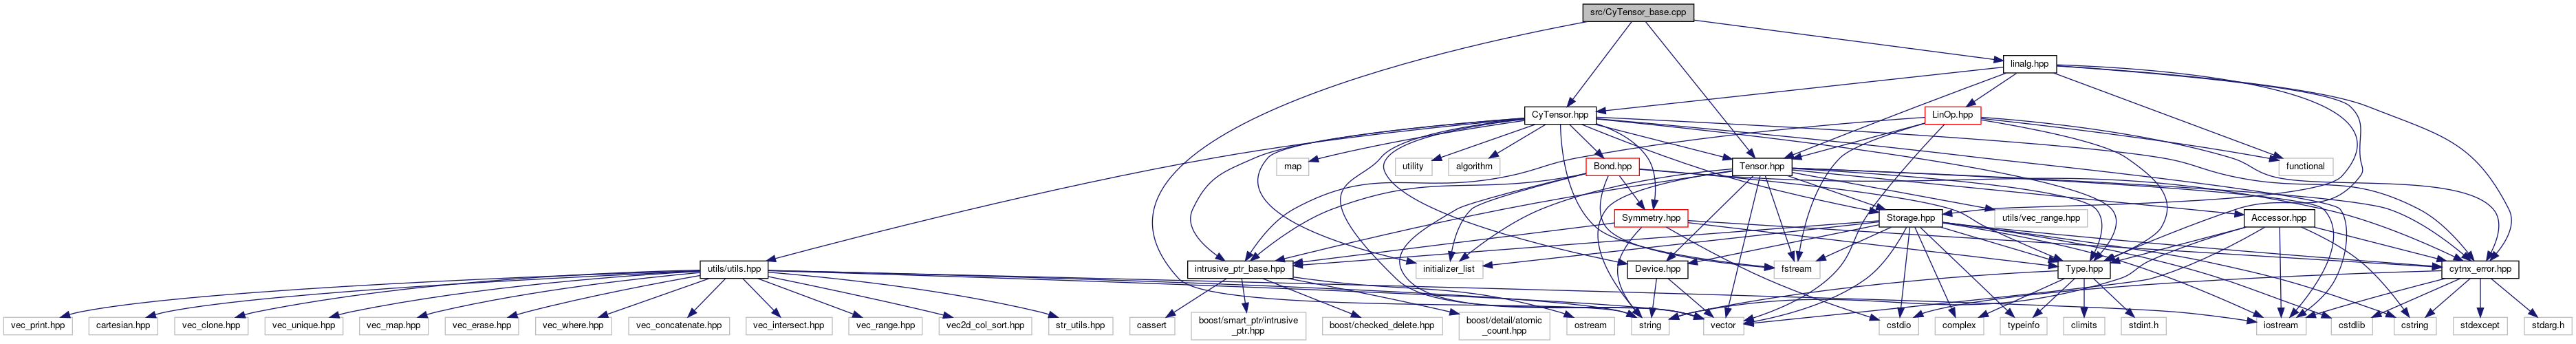 src/CyTensor_base.cpp
linalg.hpp
CyTensor.hpp
LinOp.hpp
map
utility
algorithm
Bond.hpp
Tensor.hpp
functional
Symmetry.hpp
Storage.hpp
utils/vec_range.hpp
Accessor.hpp
utils/utils.hpp
intrusive_ptr_base.hpp
initializer_list
Device.hpp
fstream
Type.hpp
cytnx_error.hpp
vec_print.hpp
cartesian.hpp
vec_clone.hpp
vec_unique.hpp
vec_map.hpp
vec_erase.hpp
vec_where.hpp
vec_concatenate.hpp
vec_intersect.hpp
vec_range.hpp
vec2d_col_sort.hpp
str_utils.hpp
cassert
boost/smart_ptr/intrusive
_ptr.hpp
boost/checked_delete.hpp
boost/detail/atomic
_count.hpp
ostream
string
vector
cstdio
complex
typeinfo
climits
stdint.h
iostream
cstdlib
cstring
stdexcept
stdarg.h